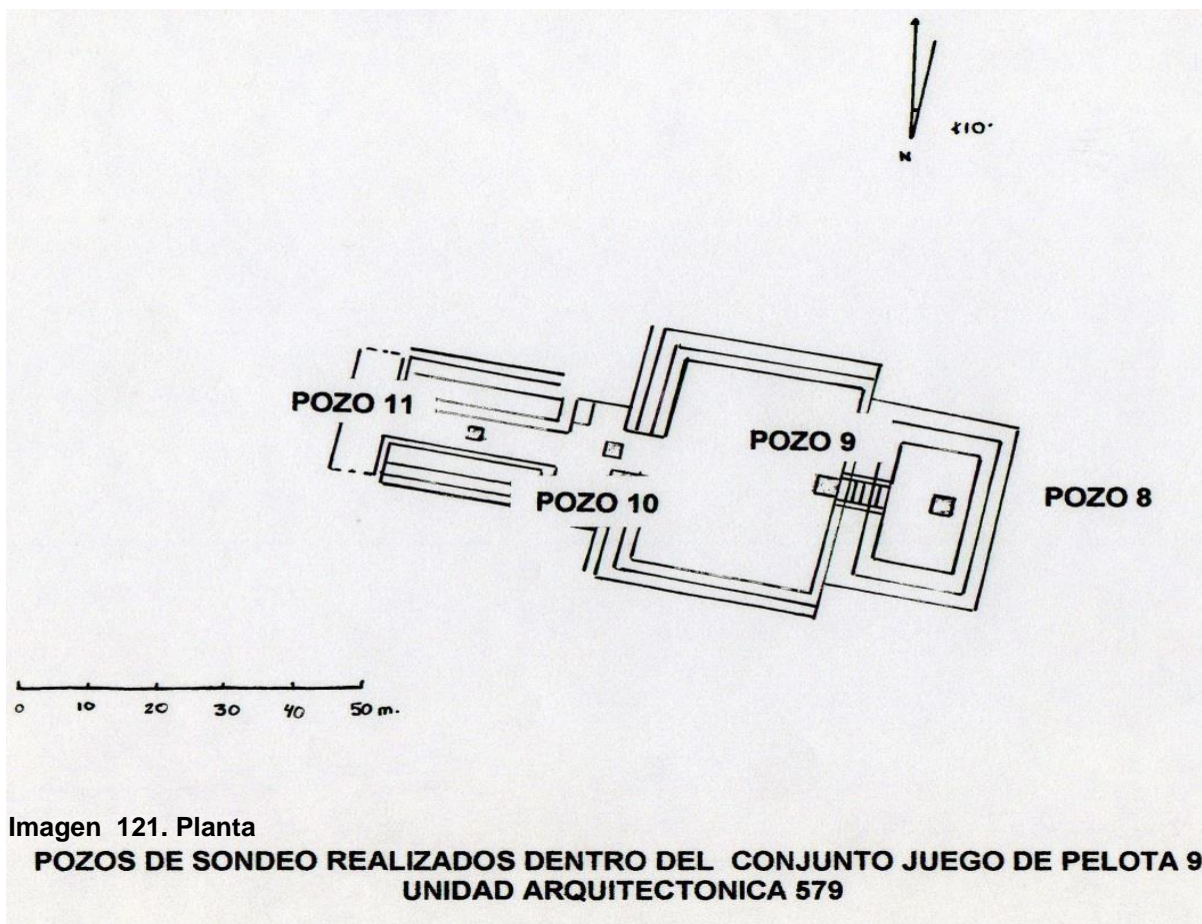 ⦟10°
N
POZO 11
POZO 9
POZO 10
POZO 8
0 10 20 30 40 50 m.
Imagen 121. Planta
POZOS DE SONDEO REALIZADOS DENTRO DEL CONJUNTO JUEGO DE PELOTA 9
UNIDAD ARQUITECTONICA 579